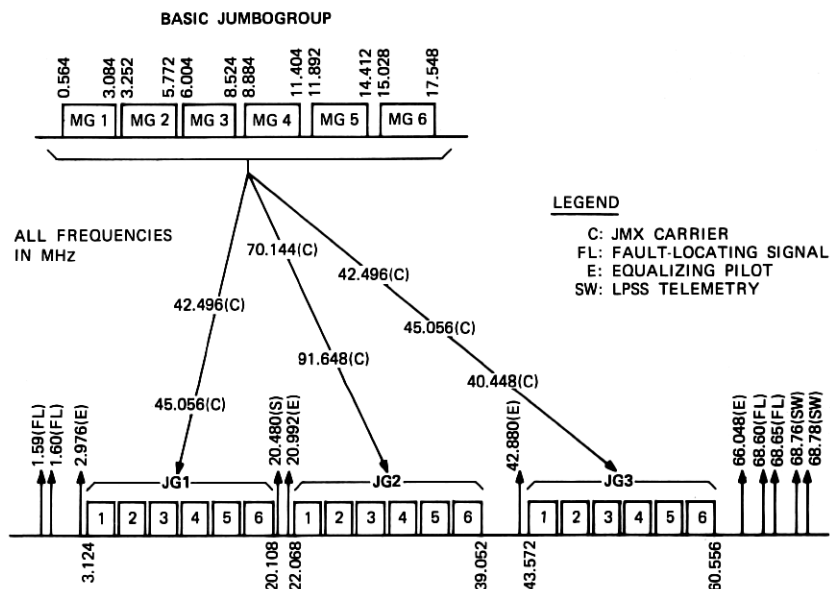 BASIC JUMBOGROUP
0.564
3.084
3.252
5.772
6.004
8.524
8.884
11.404
11.892
14.412
15.028
17.548
MG 1
MG 2
MG 3
MG 4
MG 5
MG 6
ALL FREQUENCIES
IN MHz
LEGEND
C: JMX CARRIER
FL: FAULT-LOCATING SIGNAL
E: EQUALIZING PILOT
SW: LPSS TELEMETRY
42.496(C)
45.056(C)
70.144(C)
91.648(C)
42.496(C)
45.056(C)
40.448(C)
1.59(FL)
1.60(FL)
2.976(E)
JG1
20.480(S)
20.992(E)
JG2
42.880(E)
JG3
66.048(E)
68.60(FL)
68.65(FL)
68.76(SW)
68.78(SW)
1 2 3 4 5 6
1 2 3 4 5 6
1 2 3 4 5 6
3.124
20.108
22.068
39.052
43.572
60.556